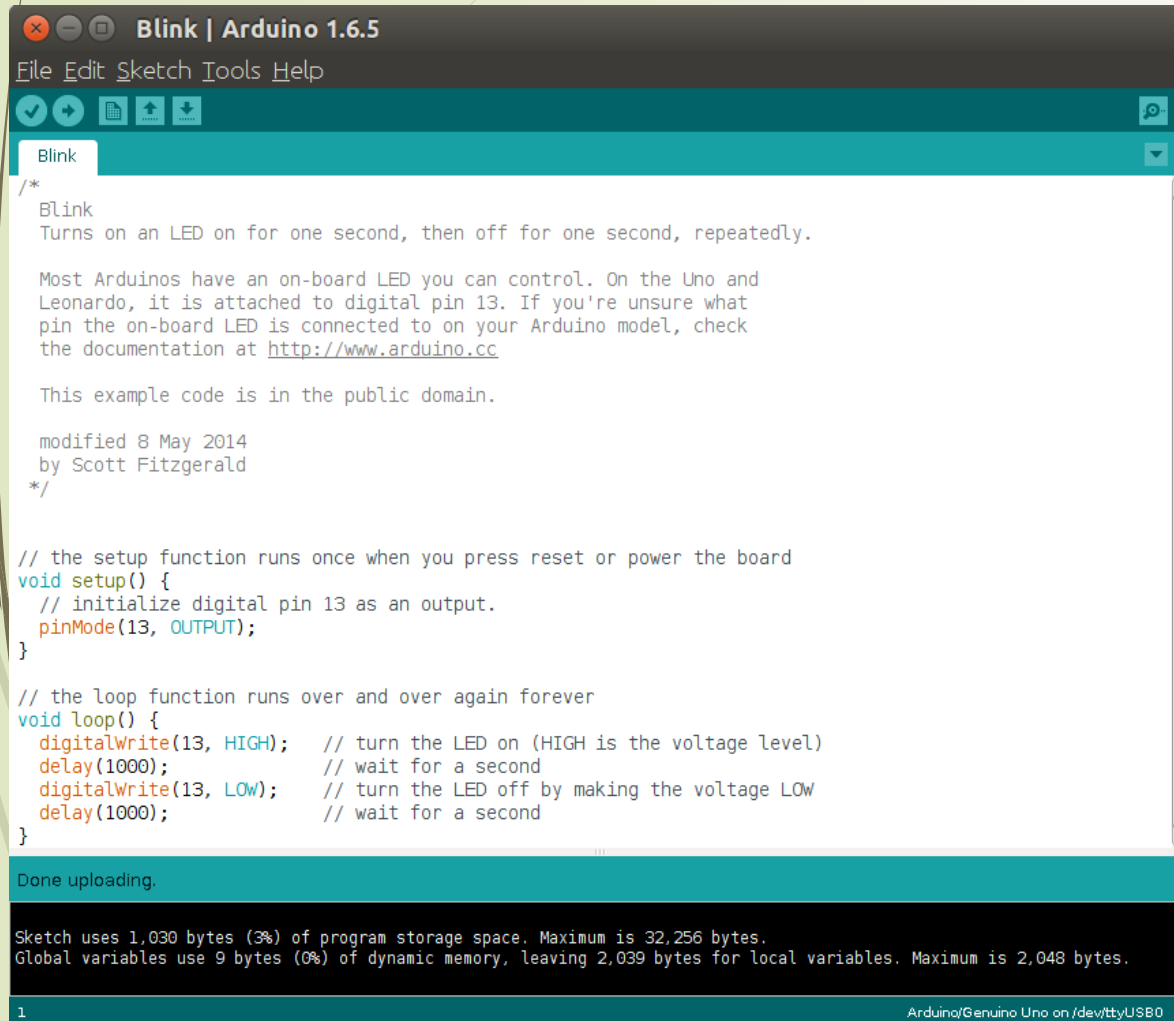 Blink | Arduino 1.6.5
File Edit Sketch Tools Help
Blink
/*
  Blink
  Turns on an LED on for one second, then off for one second, repeatedly.

  Most Arduinos have an on-board LED you can control. On the Uno and
  Leonardo, it is attached to digital pin 13. If you're unsure what
  pin the on-board LED is connected to on your Arduino model, check
  the documentation at http://www.arduino.cc

  This example code is in the public domain.

  modified 8 May 2014
  by Scott Fitzgerald
 */


// the setup function runs once when you press reset or power the board
void setup() {
  // initialize digital pin 13 as an output.
  pinMode(13, OUTPUT);
}

// the loop function runs over and over again forever
void loop() {
  digitalWrite(13, HIGH);   // turn the LED on (HIGH is the voltage level)
  delay(1000);              // wait for a second
  digitalWrite(13, LOW);    // turn the LED off by making the voltage LOW
  delay(1000);              // wait for a second
}
Done uploading.
Sketch uses 1,030 bytes (3%) of program storage space. Maximum is 32,256 bytes.
Global variables use 9 bytes (0%) of dynamic memory, leaving 2,039 bytes for local variables. Maximum is 2,048 bytes.
1 Arduino/Genuino Uno on /dev/ttyUSB0